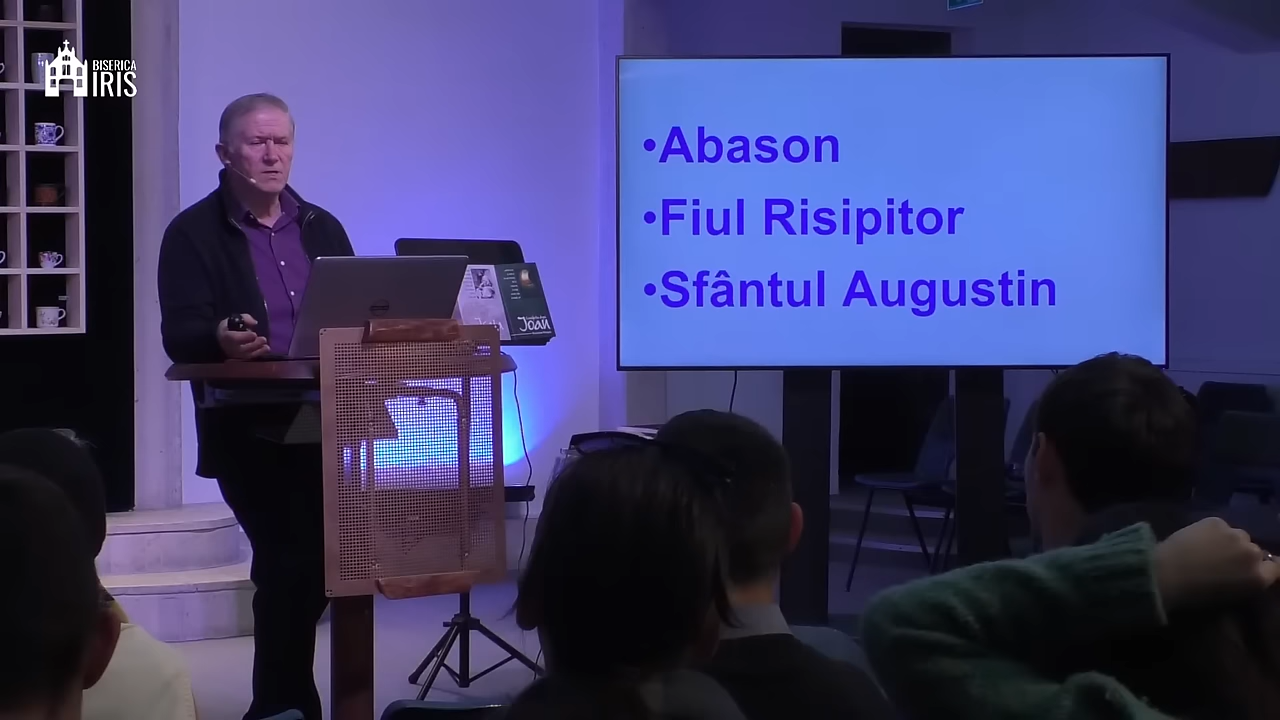 BISERICA
IRIS
•Abason
•Fiul Risipitor
•Sfântul Augustin
Ioan